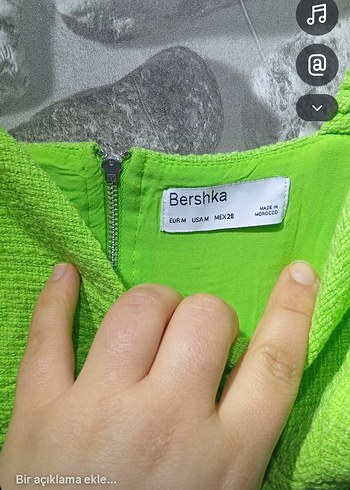 Bershka
MADE IN
MOROCCO
EUR M USA M MEX 28
Bir açıklama ekle...